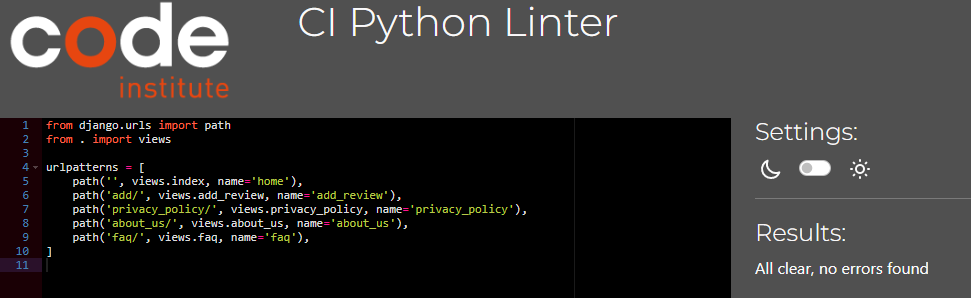 code
institute
CI Python Linter
1 from django.urls import path
2 from . import views
3
4 urlpatterns = [
5     path('', views.index, name='home'),
6     path('add/', views.add_review, name='add_review'),
7     path('privacy_policy/', views.privacy_policy, name='privacy_policy'),
8     path('about_us/', views.about_us, name='about_us'),
9     path('faq/', views.faq, name='faq'),
10 ]
11
Settings:
Results:
All clear, no errors found